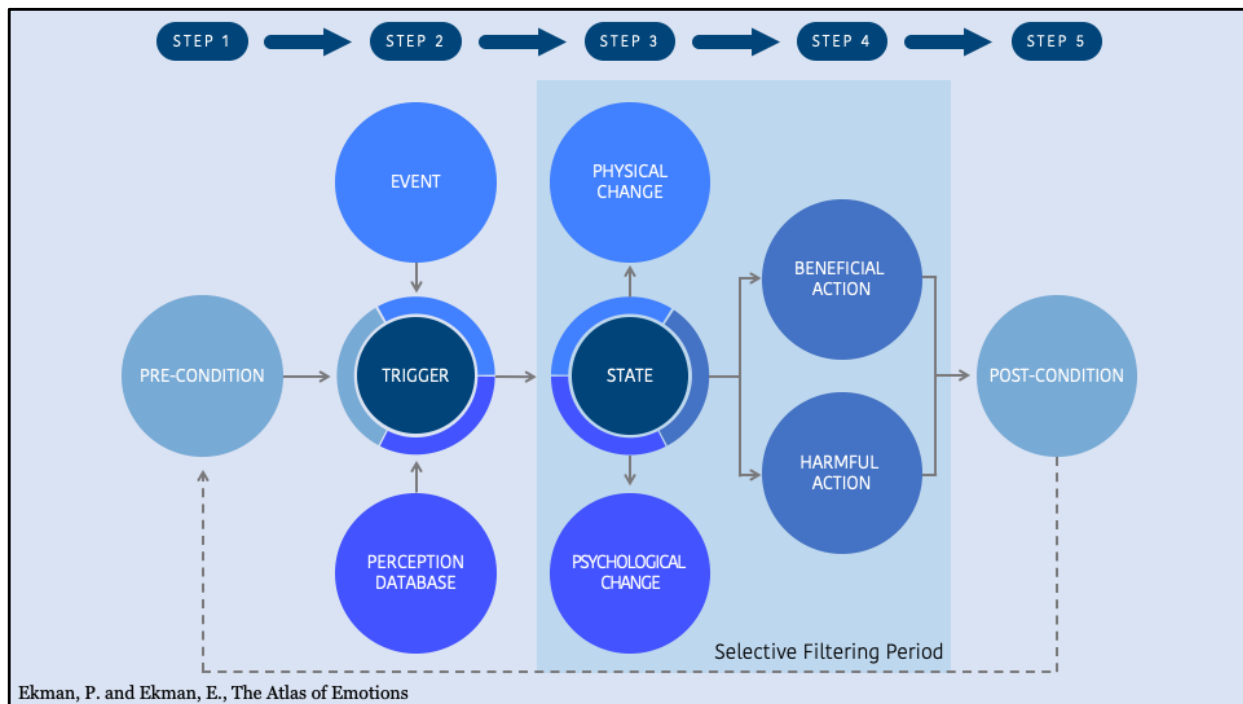 STEP 1
STEP 2
STEP 3
STEP 4
STEP 5
EVENT
PHYSICAL
CHANGE
BENEFICIAL
ACTION
PRE-CONDITION
TRIGGER
STATE
POST-CONDITION
HARMFUL
ACTION
PERCEPTION
DATABASE
PSYCHOLOGICAL
CHANGE
Selective Filtering Period
Ekman, P. and Ekman, E., The Atlas of Emotions